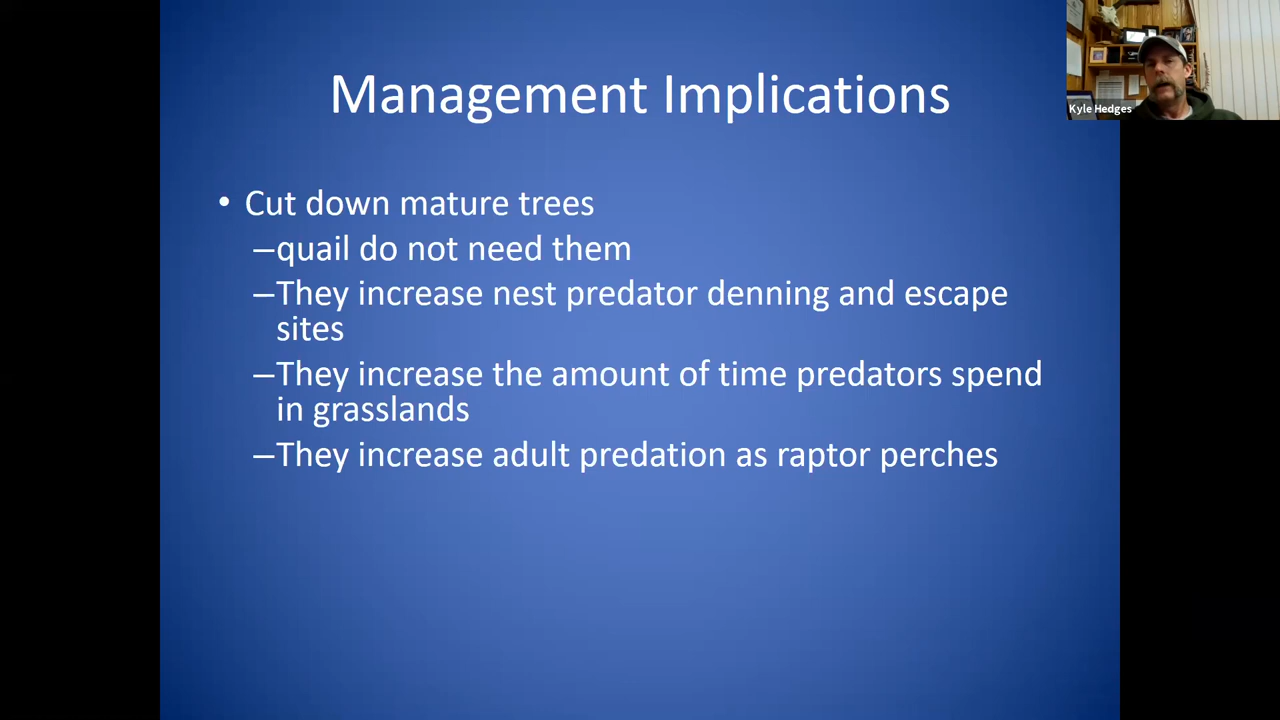 Management Implications
Kyle Hedges
• Cut down mature trees
–quail do not need them
–They increase nest predator denning and escape
sites
–They increase the amount of time predators spend
in grasslands
–They increase adult predation as raptor perches